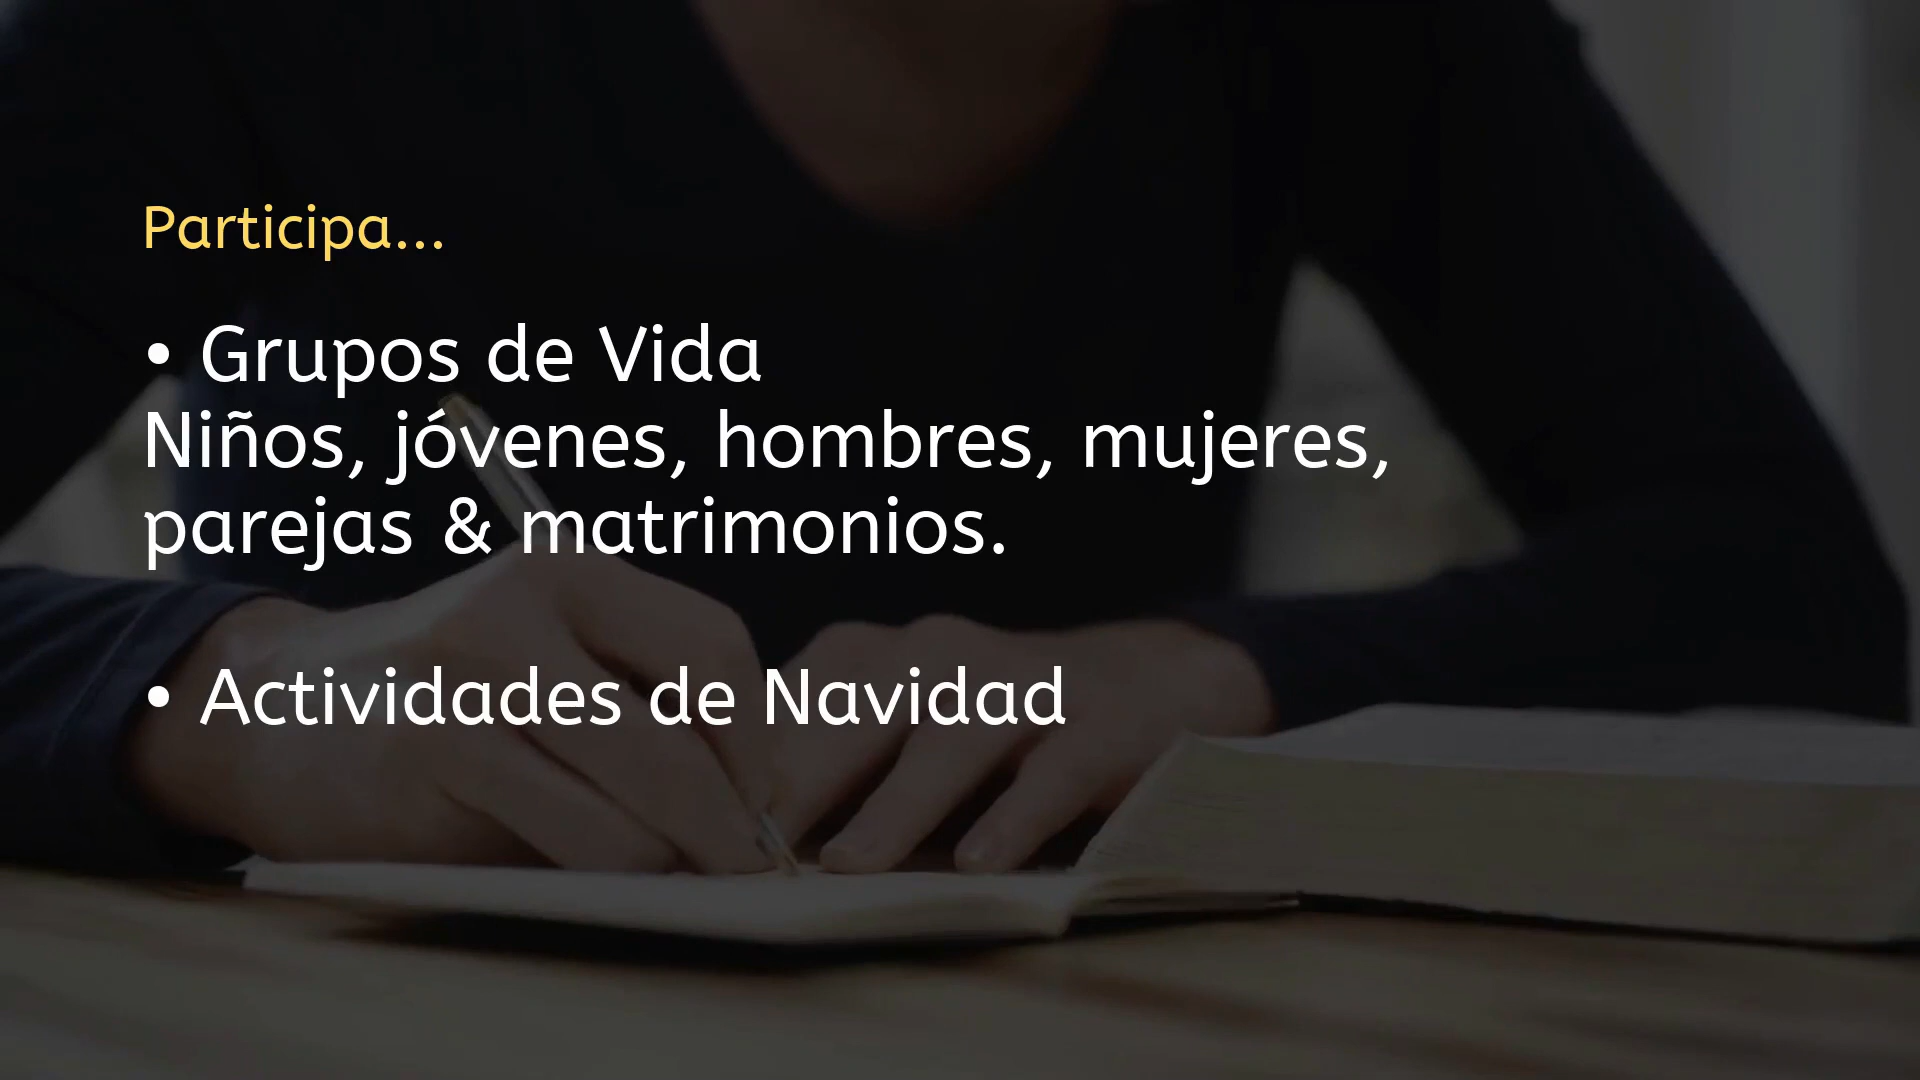 Participa...
• Grupos de Vida
Niños, jóvenes, hombres, mujeres,
parejas & matrimonios.
• Actividades de Navidad